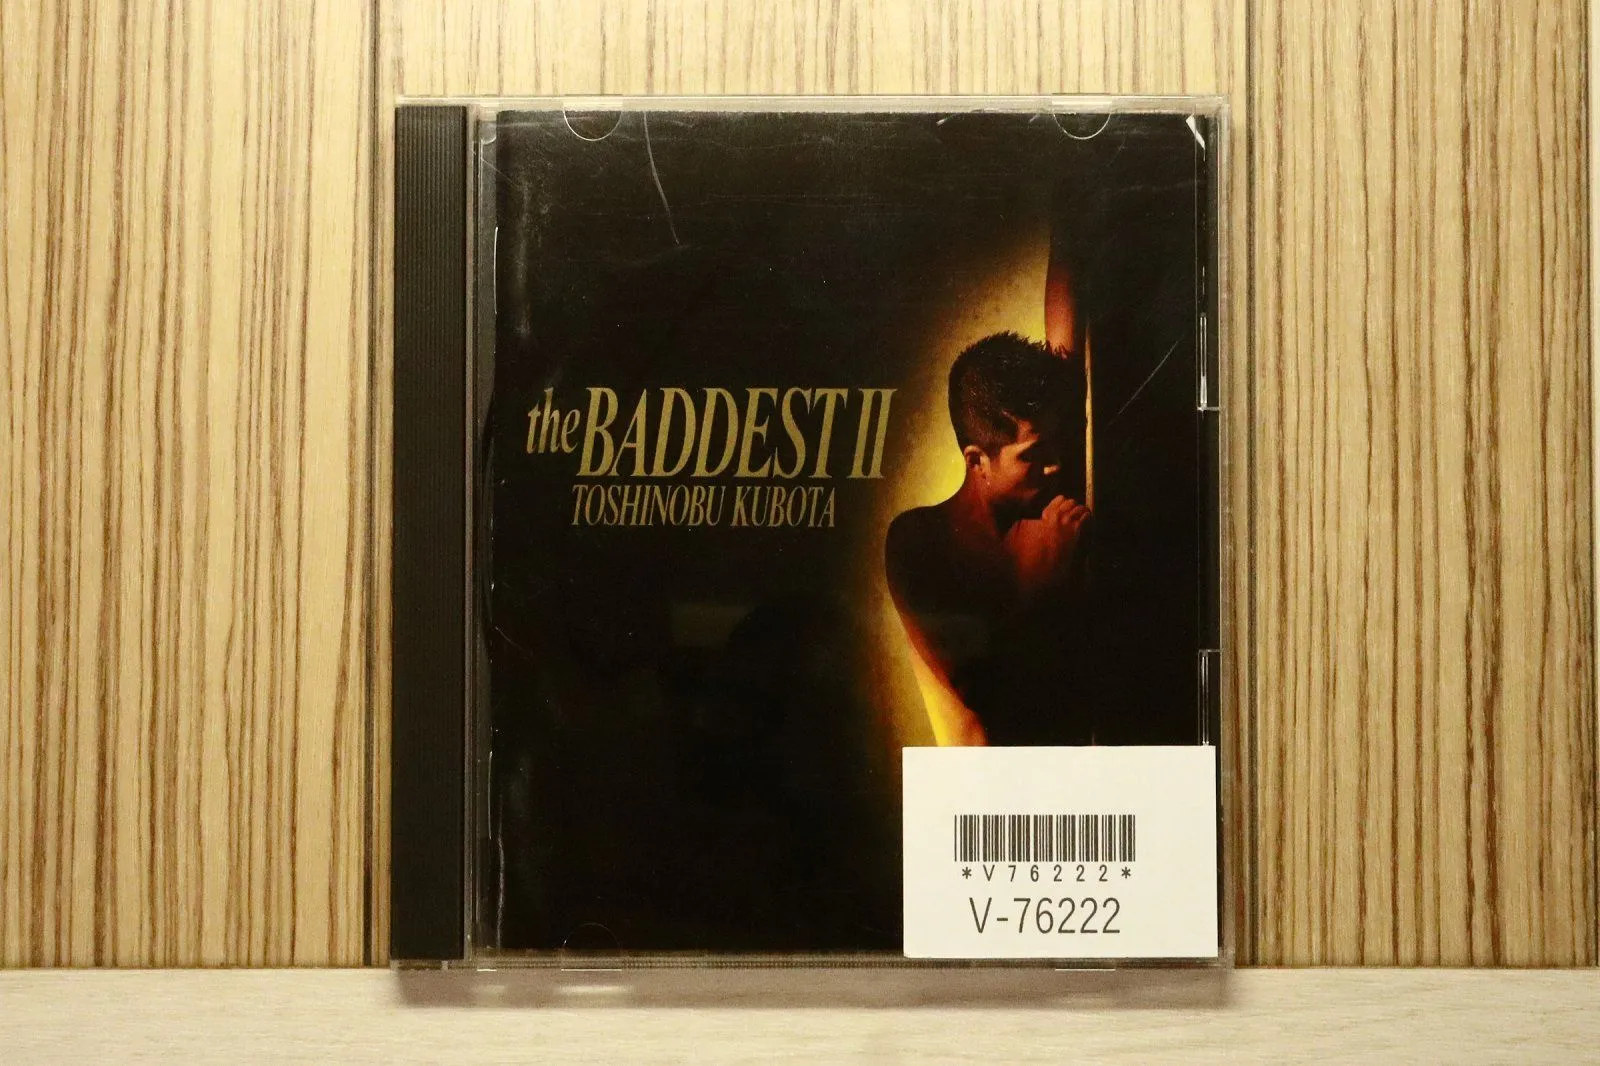 the BADDEST II
TOSHINOBU KUBOTA
*V76222*
V-76222